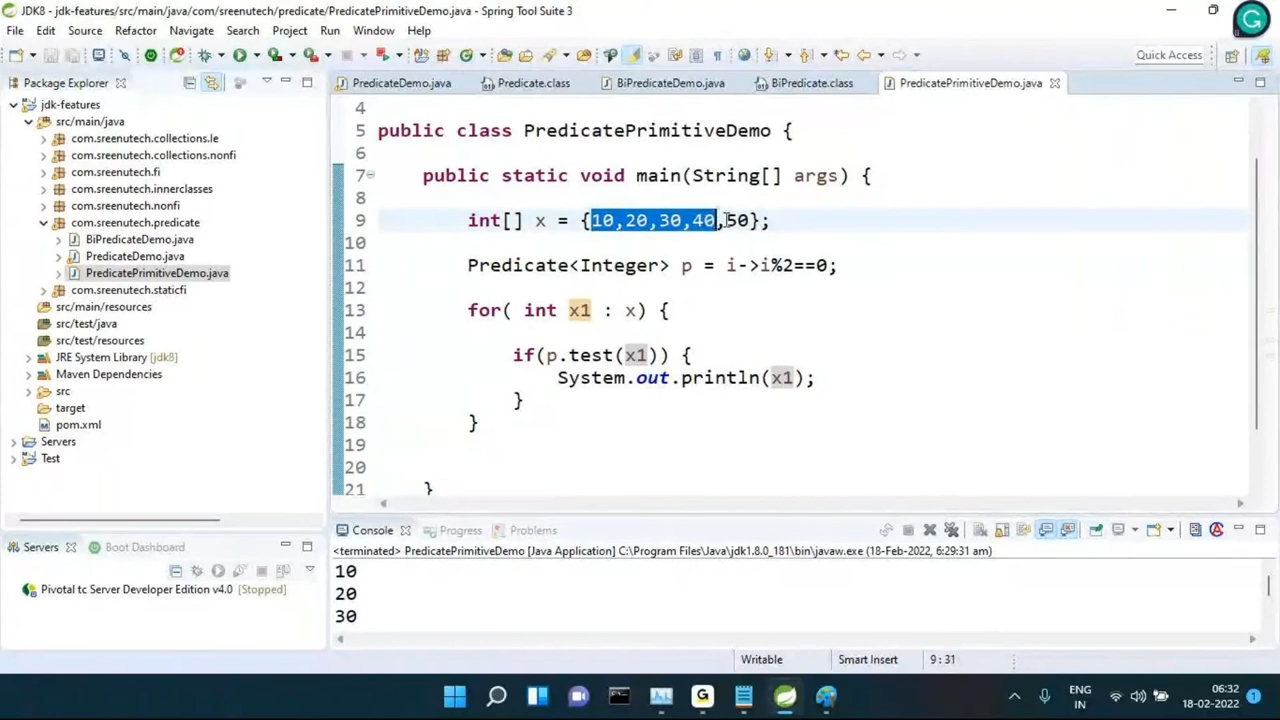 JDK8 - jdk-features/src/main/java/com/sreenutech/predicate/PredicatePrimitiveDemo.java - Spring Tool Suite 3
File Edit Source Refactor Navigate Search Project Run Window Help
Quick Access
Package Explorer
PredicateDemo.java Predicate.class BiPredicateDemo.java BiPredicate.class PredicatePrimitiveDemo.java
jdk-features
src/main/java
com.sreenutech.collections.le
com.sreenutech.collections.nonfi
com.sreenutech.fi
com.sreenutech.innerclasses
com.sreenutech.nonfi
com.sreenutech.predicate
BiPredicateDemo.java
PredicateDemo.java
PredicatePrimitiveDemo.java
com.sreenutech.staticfi
src/main/resources
src/test/java
src/test/resources
JRE System Library [jdk8]
Maven Dependencies
src
target
pom.xml
Servers
Test
4
5 public class PredicatePrimitiveDemo {
6
7 public static void main(String[] args) {
8
9 int[] x = {10,20,30,40,50};
10
11 Predicate<Integer> p = i->i%2==0;
12
13 for( int x1 : x) {
14
15 if(p.test(x1)) {
16 System.out.println(x1);
17 }
18 }
19
20
21 }
Servers Boot Dashboard
Pivotal tc Server Developer Edition v4.0 [Stopped]
Console Progress Problems
<terminated> PredicatePrimitiveDemo [Java Application] C:\Program Files\Java\jdk1.8.0_181\bin\javaw.exe (18-Feb-2022, 6:29:31 am)
10
20
30
Writable Smart Insert 9 : 31
ENG
IN
06:32
18-02-2022